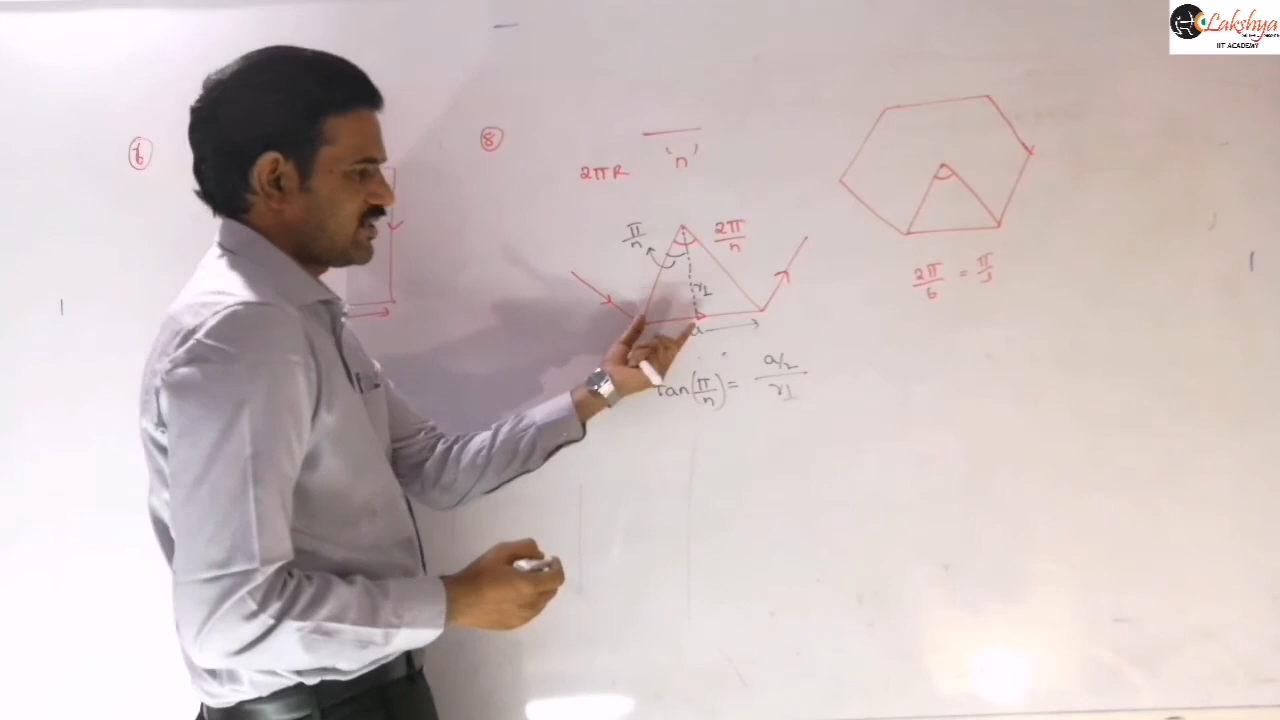 Lakshya
IIT ACADEMY
6
8
'n'
2πR
π/n
2π/n
r⊥
a
tan(π/n) = a/2 / r⊥
2π/6 = π/3